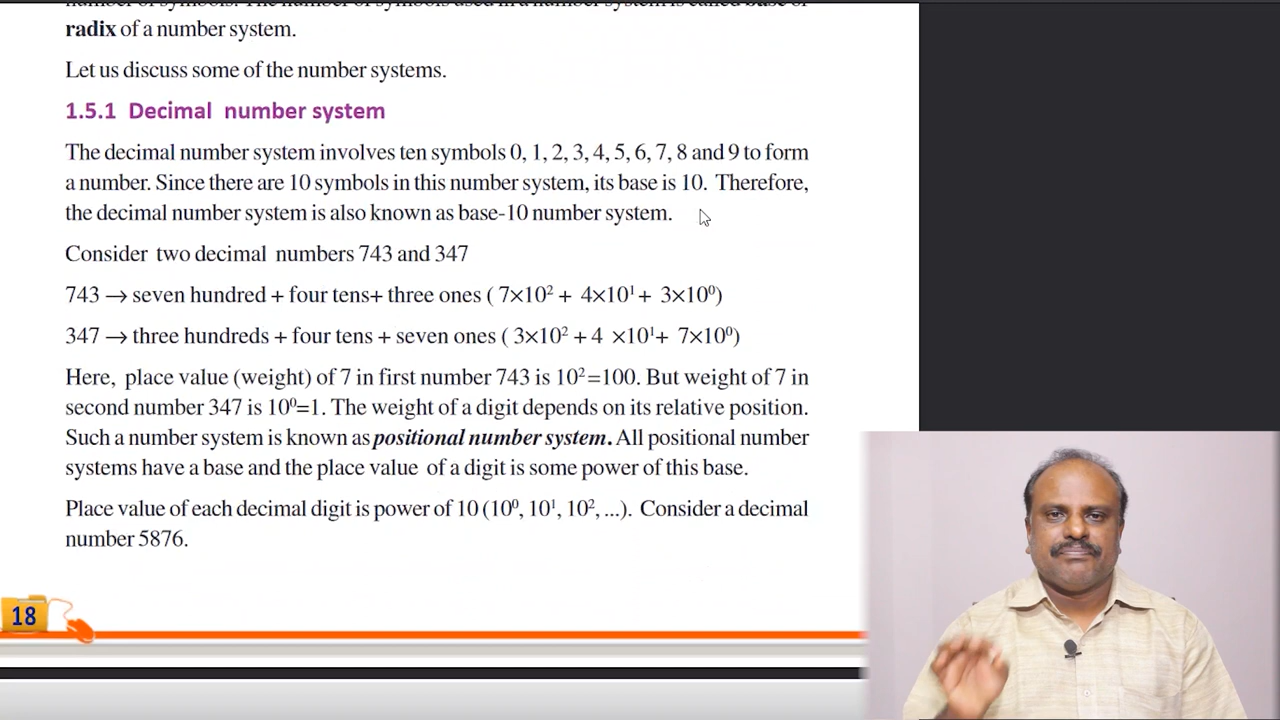 radix of a number system.
Let us discuss some of the number systems.
1.5.1 Decimal number system
The decimal number system involves ten symbols 0, 1, 2, 3, 4, 5, 6, 7, 8 and 9 to form
a number. Since there are 10 symbols in this number system, its base is 10. Therefore,
the decimal number system is also known as base-10 number system.
Consider two decimal numbers 743 and 347
743 → seven hundred + four tens+ three ones ( 7×10² + 4×10¹ + 3×10⁰)
347 → three hundreds + four tens + seven ones ( 3×10² + 4 ×10¹+ 7×10⁰)
Here, place value (weight) of 7 in first number 743 is 10²=100. But weight of 7 in
second number 347 is 10⁰=1. The weight of a digit depends on its relative position.
Such a number system is known as positional number system. All positional number
systems have a base and the place value of a digit is some power of this base.
Place value of each decimal digit is power of 10 (10⁰, 10¹, 10², ...). Consider a decimal
number 5876.
18